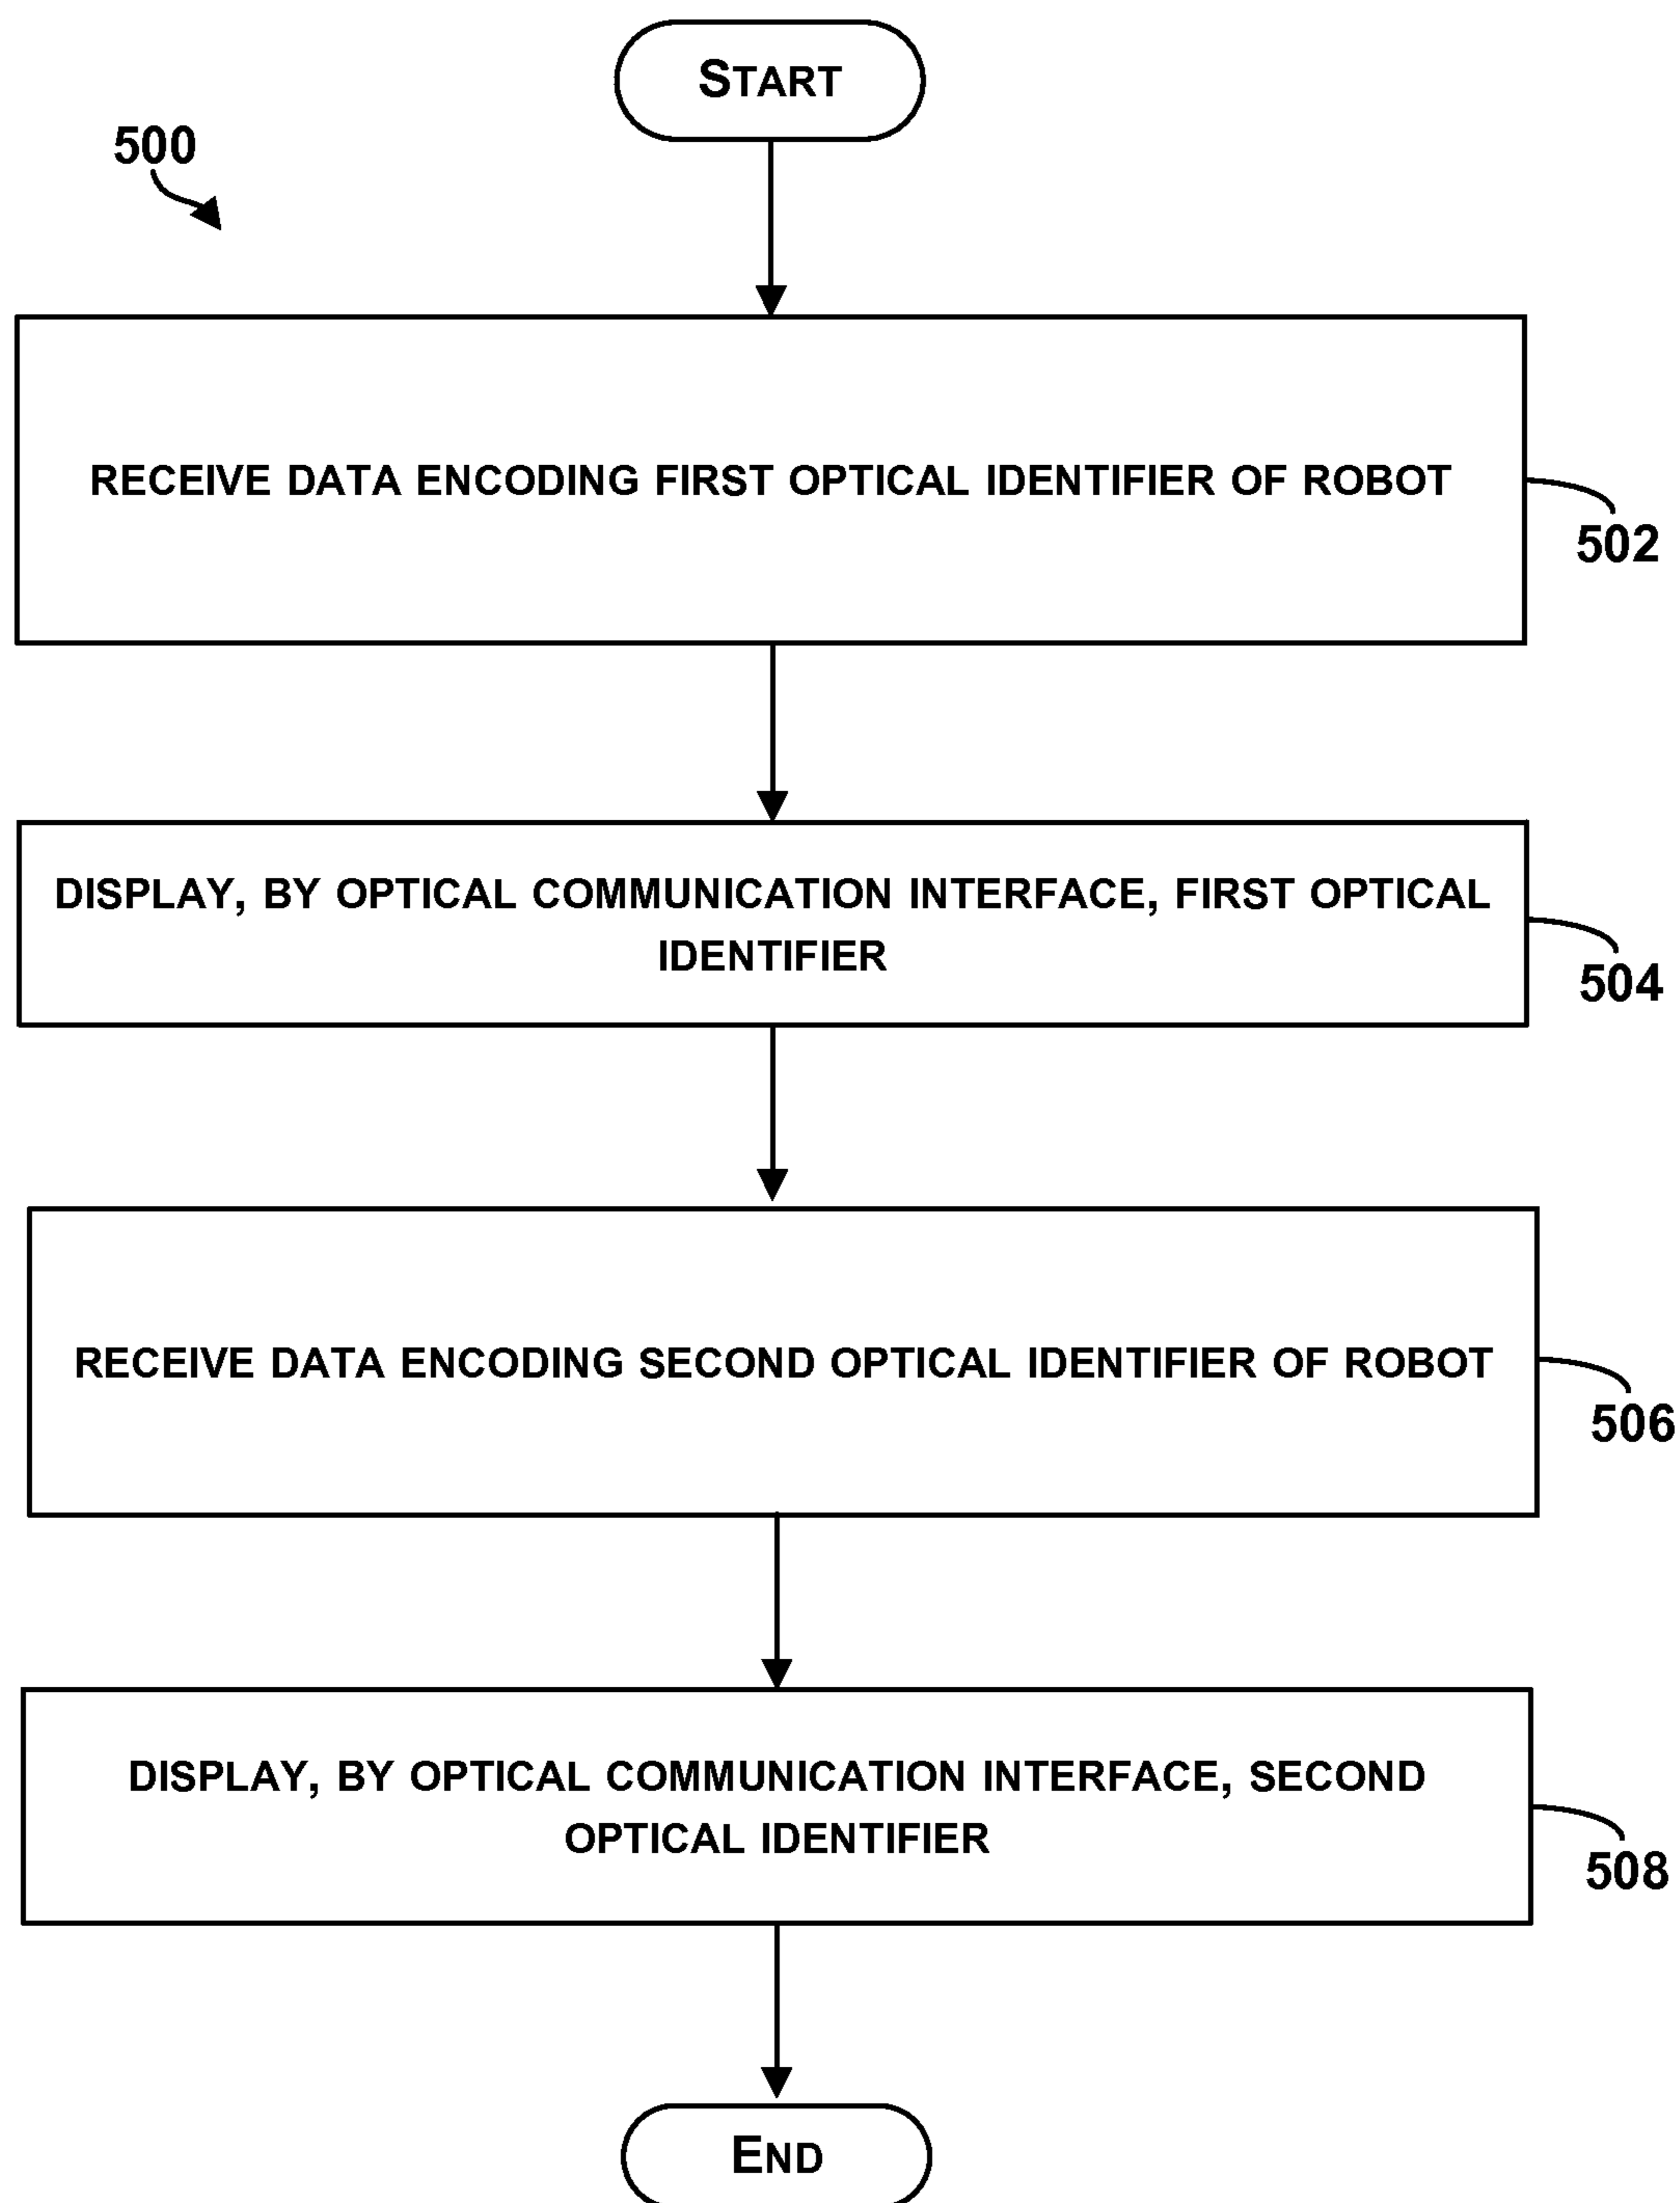 START
500
RECEIVE DATA ENCODING FIRST OPTICAL IDENTIFIER OF ROBOT
502
DISPLAY, BY OPTICAL COMMUNICATION INTERFACE, FIRST OPTICAL
IDENTIFIER
504
RECEIVE DATA ENCODING SECOND OPTICAL IDENTIFIER OF ROBOT
506
DISPLAY, BY OPTICAL COMMUNICATION INTERFACE, SECOND
OPTICAL IDENTIFIER
508
END